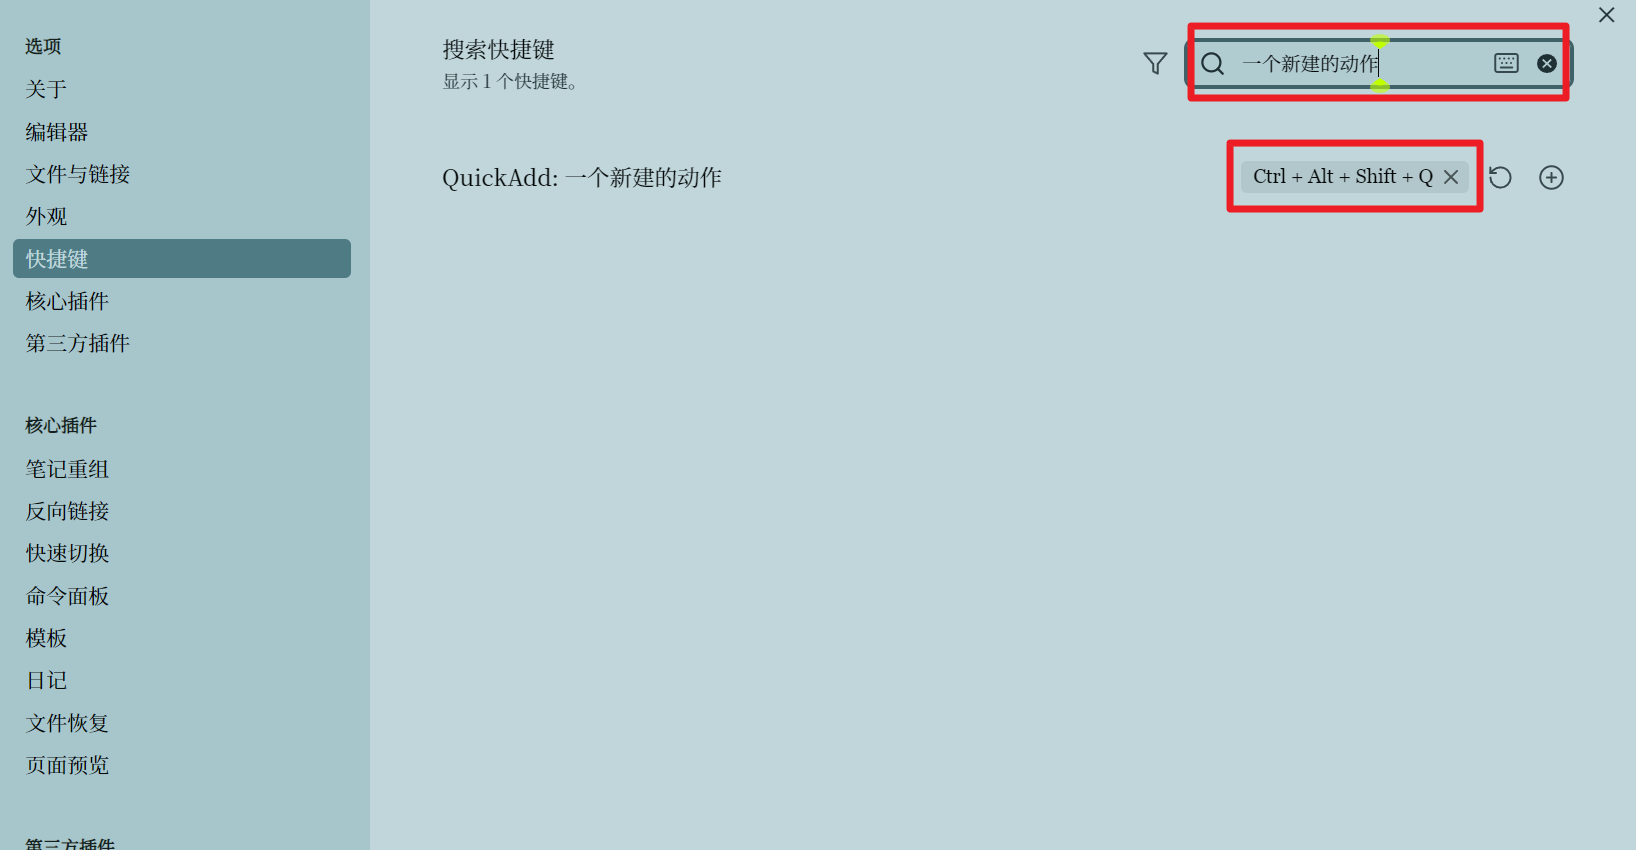 选项
关于
编辑器
文件与链接
外观
快捷键
核心插件
第三方插件
核心插件
笔记重组
反向链接
快速切换
命令面板
模板
日记
文件恢复
页面预览
第三方插件
搜索快捷键
显示 1 个快捷键。
一个新建的动作
QuickAdd: 一个新建的动作
Ctrl + Alt + Shift + Q